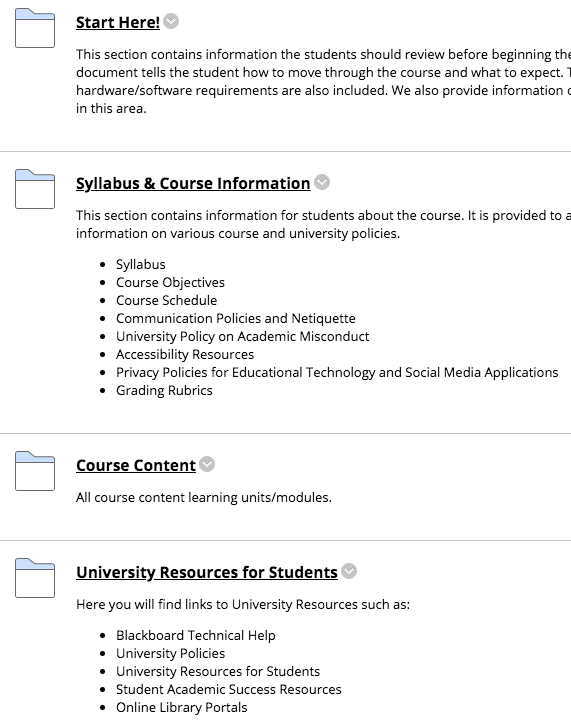 Start Here!
This section contains information the students should review before beginning the
document tells the student how to move through the course and what to expect.
hardware/software requirements are also included. We also provide information
in this area.
Syllabus & Course Information
This section contains information for students about the course. It is provided to
information on various course and university policies.
Syllabus
Course Objectives
Course Schedule
Communication Policies and Netiquette
University Policy on Academic Misconduct
Accessibility Resources
Privacy Policies for Educational Technology and Social Media Applications
Grading Rubrics
Course Content
All course content learning units/modules.
University Resources for Students
Here you will find links to University Resources such as:
Blackboard Technical Help
University Policies
University Resources for Students
Student Academic Success Resources
Online Library Portals